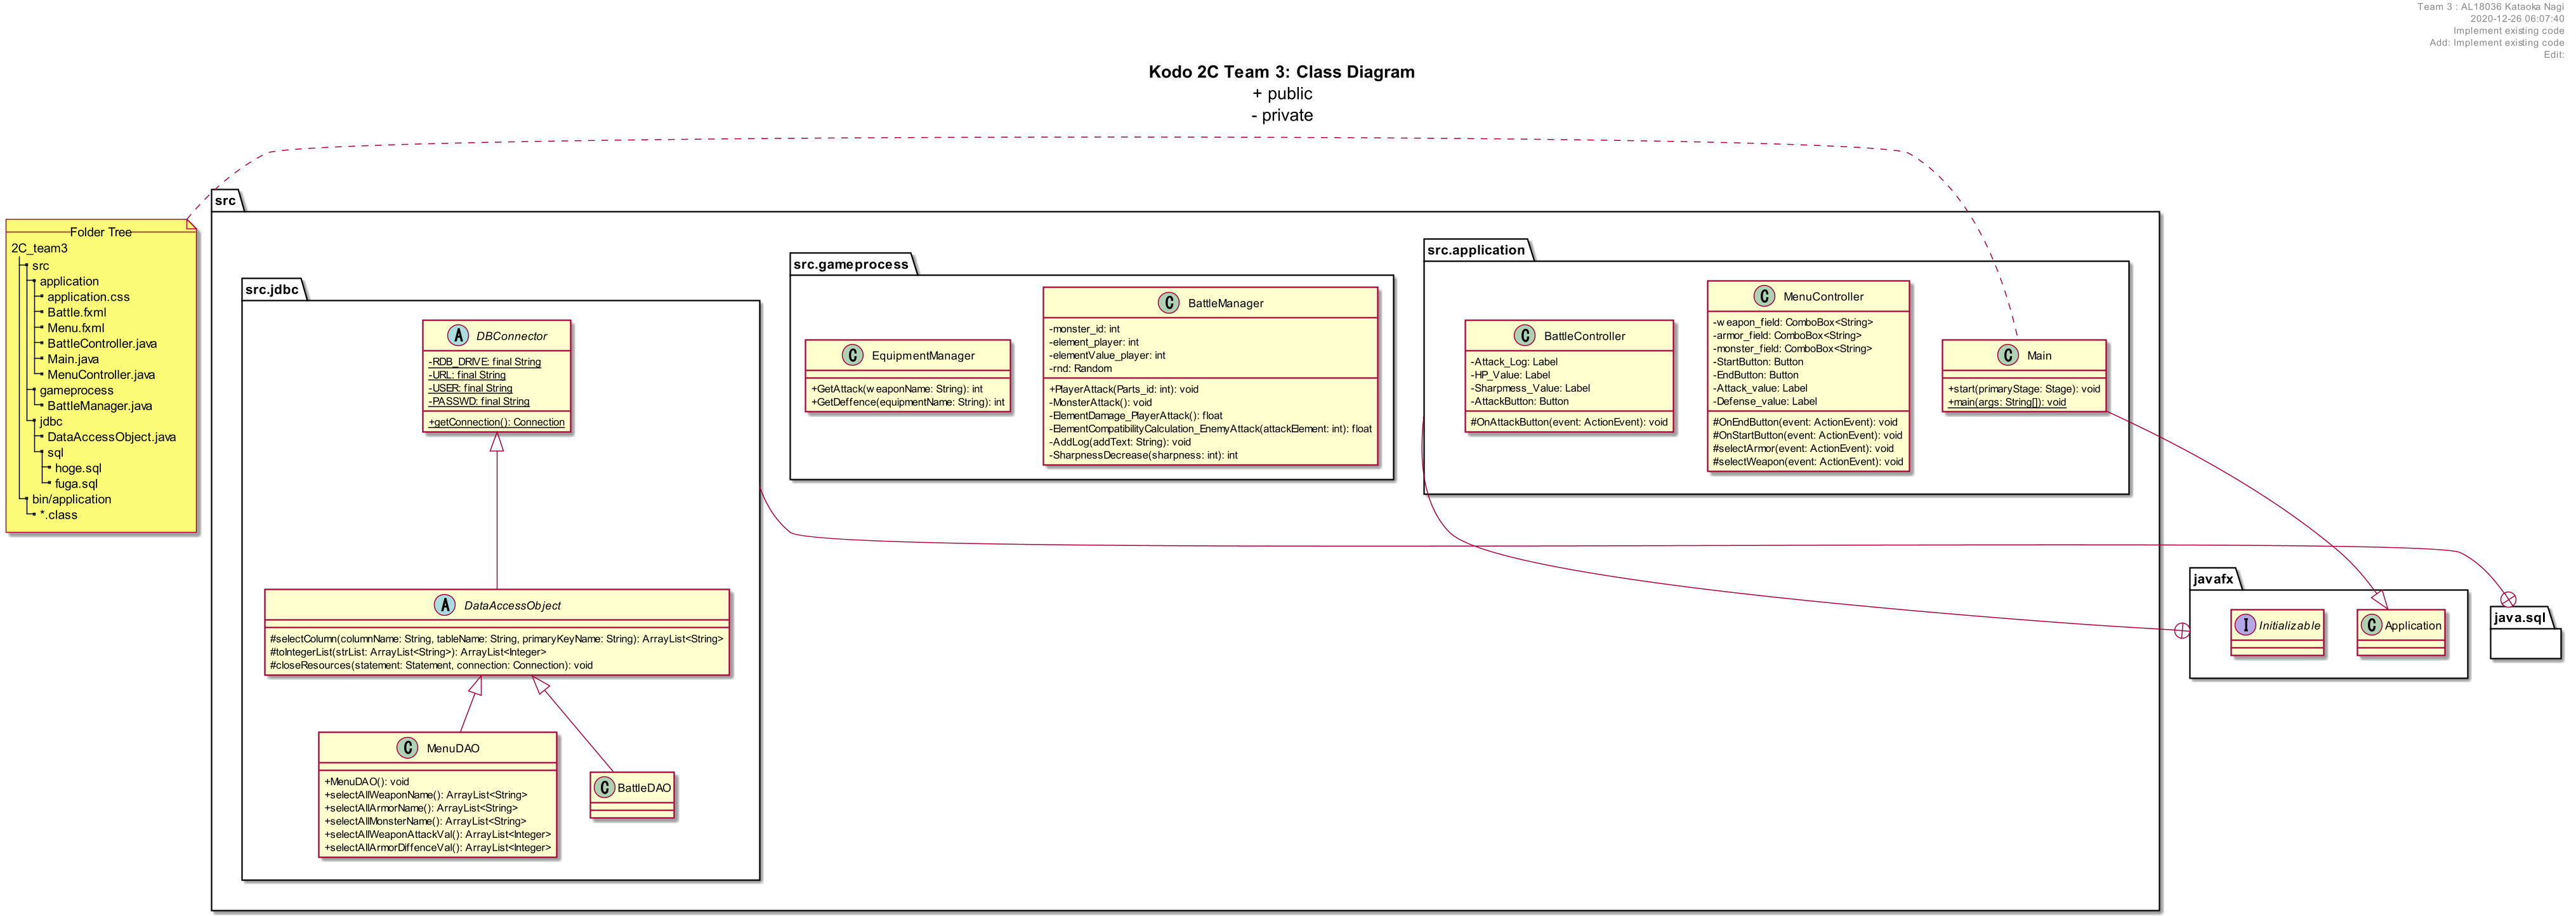 Team 3 : AL18036 Kataoka Nagi
2020-12-26 06:07:40
Implement existing code
Add: Implement existing code
Edit:
Kodo 2C Team 3: Class Diagram
+ public
- private
Folder Tree
2C_team3
src
application
application.css
Battle.fxml
Menu.fxml
BattleController.java
Main.java
MenuController.java
gameprocess
BattleManager.java
jdbc
DataAccessObject.java
sql
hoge.sql
fuga.sql
bin/application
*.class
src
src.jdbc
A DBConnector
-RDB_DRIVE: final String
-URL: final String
-USER: final String
-PASSWD: final String
+getConnection(): Connection
A DataAccessObject
#selectColumn(columnName: String, tableName: String, primaryKeyName: String): ArrayList<String>
#toIntegerList(strList: ArrayList<String>): ArrayList<Integer>
#closeResources(statement: Statement, connection: Connection): void
C MenuDAO
+MenuDAO(): void
+selectAllWeaponName(): ArrayList<String>
+selectAllArmorName(): ArrayList<String>
+selectAllMonsterName(): ArrayList<String>
+selectAllWeaponAttackVal(): ArrayList<Integer>
+selectAllArmorDiffenceVal(): ArrayList<Integer>
C BattleDAO
src.gameprocess
C EquipmentManager
+GetAttack(weaponName: String): int
+GetDeffence(equipmentName: String): int
C BattleManager
-monster_id: int
-element_player: int
-elementValue_player: int
-rnd: Random
+PlayerAttack(Parts_id: int): void
-MonsterAttack(): void
-ElementDamage_PlayerAttack(): float
-ElementCompatibilityCalculation_EnemyAttack(attackElement: int): float
-AddLog(addText: String): void
-SharpnessDecrease(sharpness: int): int
src.application
C BattleController
-Attack_Log: Label
-HP_Value: Label
-Sharpmess_Value: Label
-AttackButton: Button
#OnAttackButton(event: ActionEvent): void
C MenuController
-weapon_field: ComboBox<String>
-armor_field: ComboBox<String>
-monster_field: ComboBox<String>
-StartButton: Button
-EndButton: Button
-Attack_value: Label
-Defense_value: Label
#OnEndButton(event: ActionEvent): void
#OnStartButton(event: ActionEvent): void
#selectArmor(event: ActionEvent): void
#selectWeapon(event: ActionEvent): void
C Main
+start(primaryStage: Stage): void
+main(args: String[]): void
javafx
I Initializable
C Application
java.sql